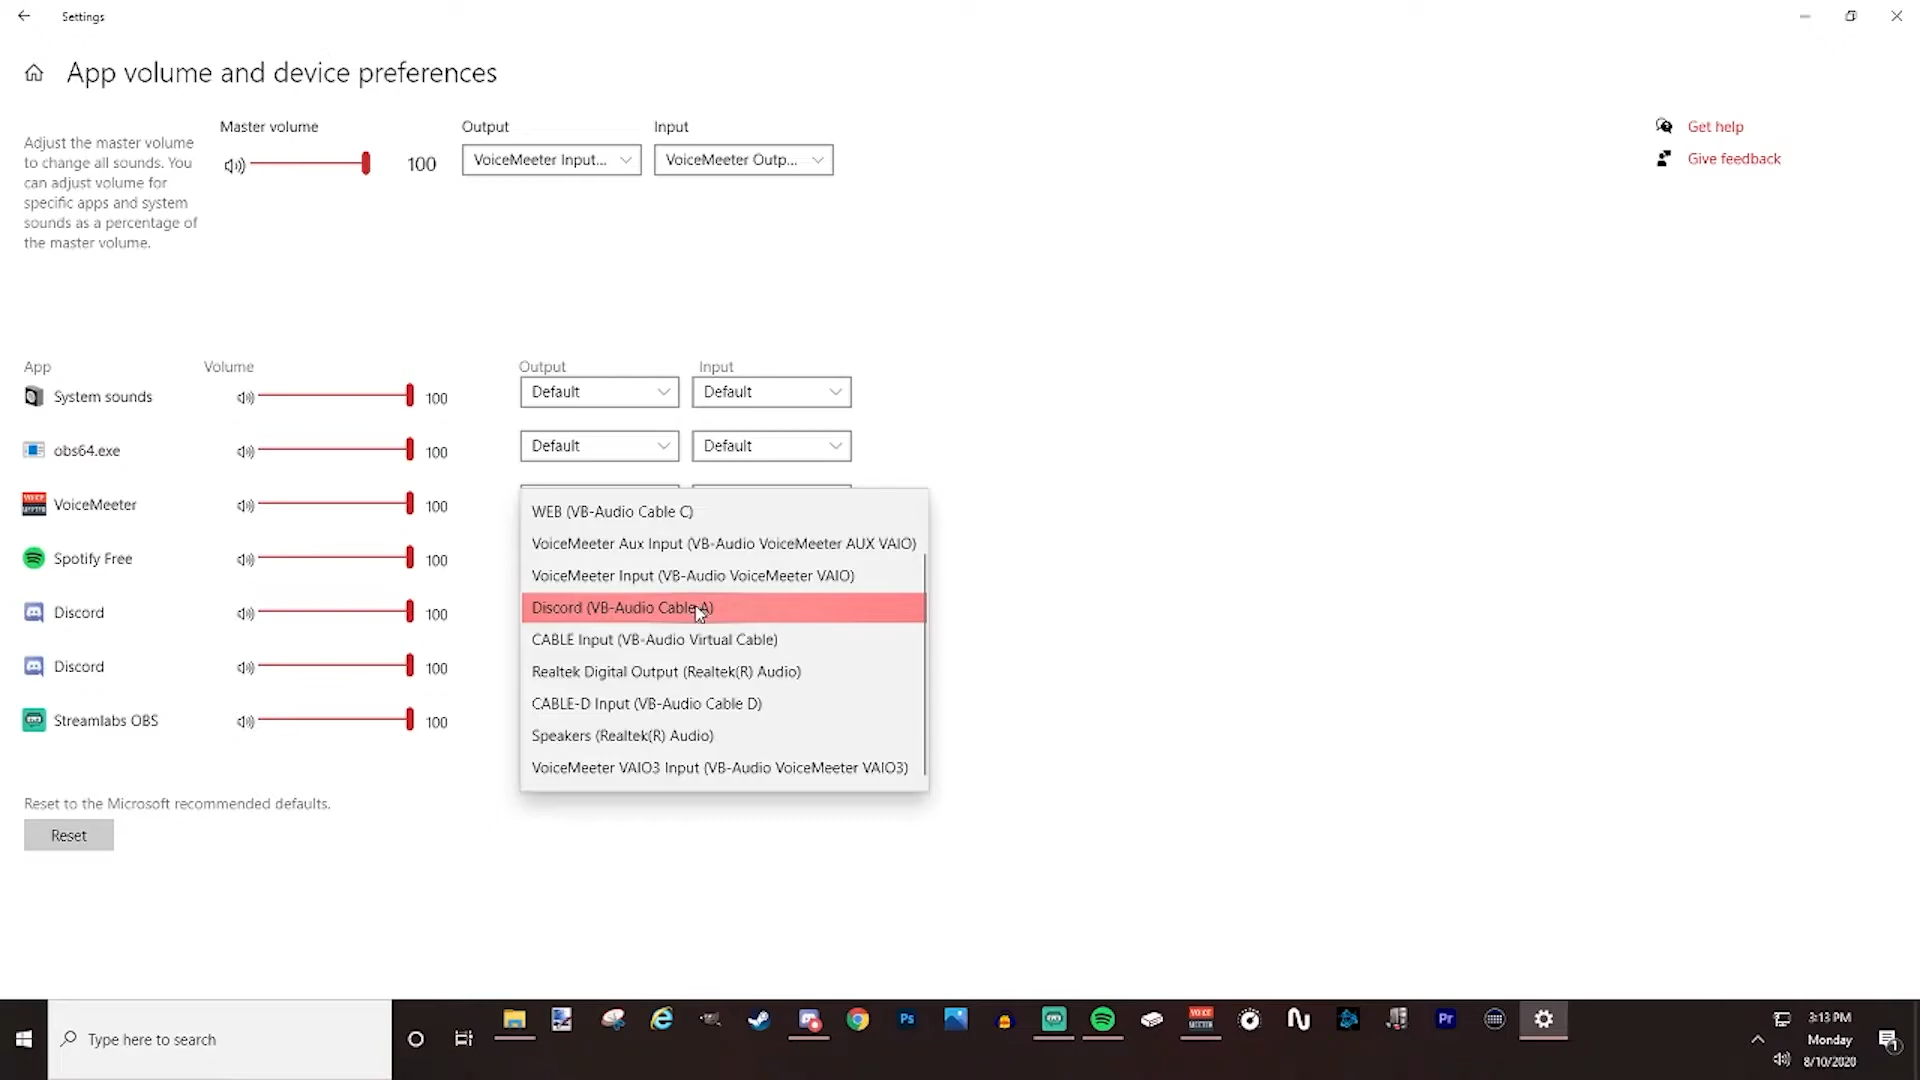 Settings
App volume and device preferences
Adjust the master volume
to change all sounds. You
can adjust volume for
specific apps and system
sounds as a percentage of
the master volume.
Master volume
100
Output
VoiceMeeter Input...
Input
VoiceMeeter Outp...
Get help
Give feedback
App
Volume
Output
Input
System sounds
100
Default
Default
obs64.exe
100
Default
Default
VoiceMeeter
100
Spotify Free
100
Discord
100
Discord
100
Streamlabs OBS
100
WEB (VB-Audio Cable C)
VoiceMeeter Aux Input (VB-Audio VoiceMeeter AUX VAIO)
VoiceMeeter Input (VB-Audio VoiceMeeter VAIO)
Discord (VB-Audio Cable A)
CABLE Input (VB-Audio Virtual Cable)
Realtek Digital Output (Realtek(R) Audio)
CABLE-D Input (VB-Audio Cable D)
Speakers (Realtek(R) Audio)
VoiceMeeter VAIO3 Input (VB-Audio VoiceMeeter VAIO3)
Reset to the Microsoft recommended defaults.
Reset
Type here to search
Ps
VOICE
MEETER
Pr
3:13 PM
Monday
8/10/2020
1